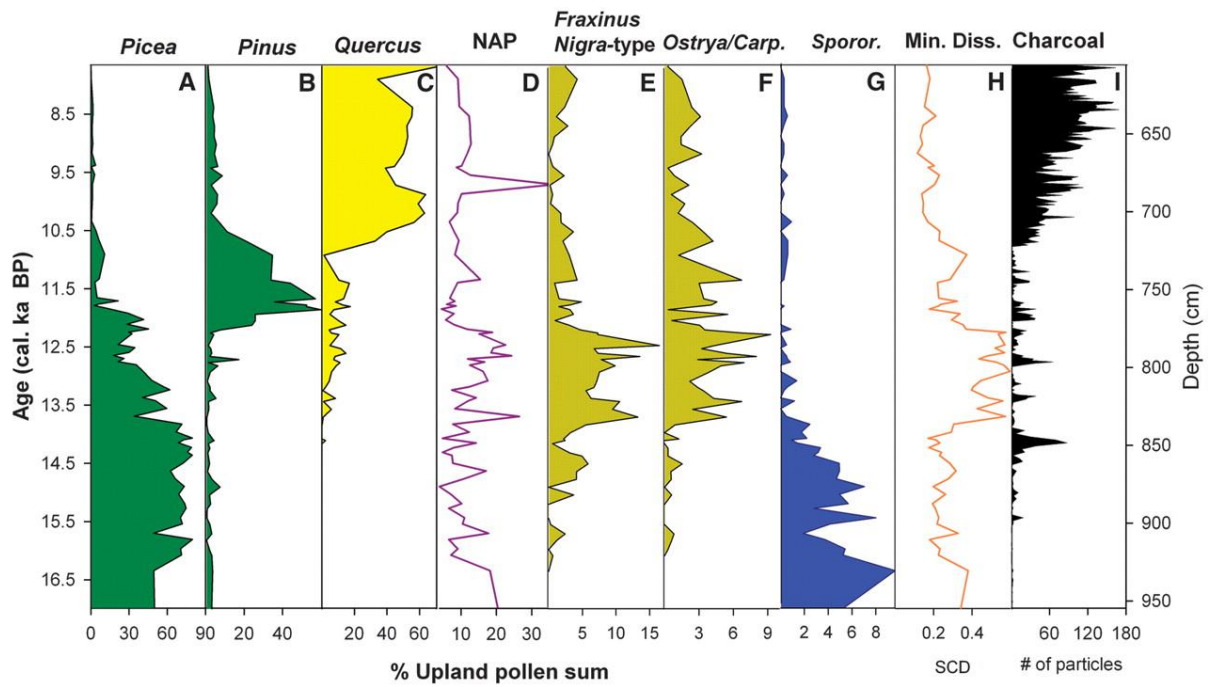 Picea Pinus Quercus NAP Fraxinus Nigra-type Ostrya/Carp. Sporor. Min. Diss. Charcoal
A B C D E F G H I
8.5
9.5
10.5
11.5
12.5
13.5
14.5
15.5
16.5
Age (cal. ka BP)
650
700
750
800
850
900
950
Depth (cm)
0 30 60 90 20 40 20 40 60 10 20 30 5 10 15 3 6 9 2 4 6 8 0.2 0.4 60 120 180
% Upland pollen sum SCD # of particles